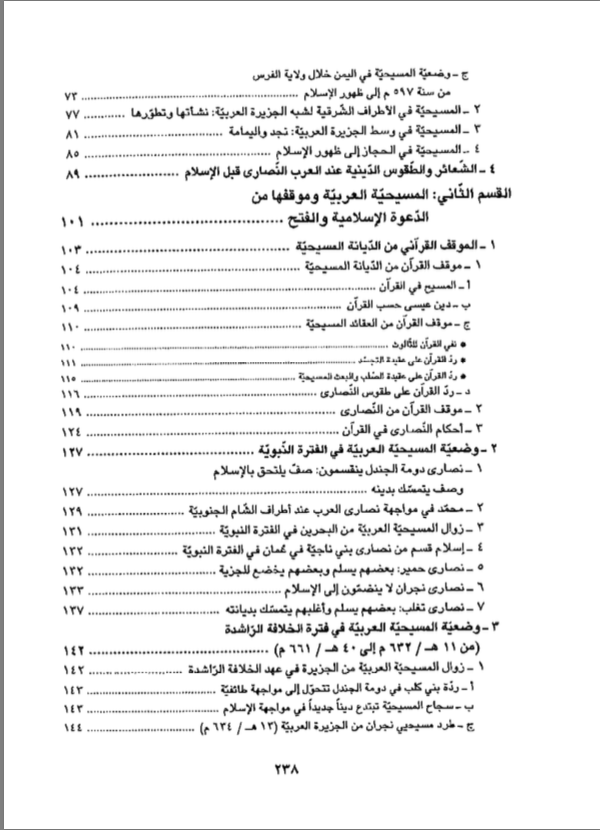 ج ـ وضعيّة المسيحيّة في اليمن خلال ولاية الفرس
من سنة ٥٩٧ م إلى ظهور الإسلام ........ ٧٣
٢ ـ المسيحيّة في الأطراف الشّرقية لشبه الجزيرة العربيّة: نشأتها وتطوّرها ........ ٧٧
٣ ـ المسيحيّة في وسط الجزيرة العربيّة: نجد واليمامة ........ ٨١
٤ ـ المسيحيّة في الحجاز إلى ظهور الإسلام ........ ٨٥
٤ ـ الشّعائر والطّقوس الدّينية عند العرب النّصارى قبل الإسلام ........ ٨٩
القسم الثّاني: المسيحيّة العربيّة وموقفها من
الدّعوة الإسلامية والفتح ........ ١٠١
١ ـ الموقف القرآني من الدّيانة المسيحيّة ........ ١٠٣
١ ـ موقف القرآن من الدّيانة المسيحيّة ........ ١٠٤
أ ـ المسيح في القرآن ........ ١٠٤
ب ـ دين عيسى حسب القرآن ........ ١٠٩
ج ـ موقف القرآن من العقائد المسيحيّة ........ ١١٠
• نفي القرآن للثّالوث ........ ١١٠
• ردّ القرآن على عقيدة التجسّد ........ ١١١
• ردّ القرآن على عقيدة الصّلب والبعث المسيحيّة ........ ١١٥
د ـ ردّ القرآن على طقوس النّصارى ........ ١١٦
٢ ـ موقف القرآن من النّصارى ........ ١١٩
٣ ـ أحكام النّصارى في القرآن ........ ١٢٤
٢ ـ وضعيّة المسيحيّة العربيّة في الفترة النّبويّة ........ ١٢٧
١ ـ نصارى دومة الجندل ينقسمون: صفّ يلتحق بالإسلام
وصف يتمسّك بدينه ........ ١٢٧
٢ ـ محمّد في مواجهة نصارى العرب عند أطراف الشّام الجنوبيّة ........ ١٢٩
٣ ـ زوال المسيحيّة العربيّة من البحرين في الفترة النبويّة ........ ١٣١
٤ ـ إسلام قسم من نصارى بني ناجيّة في عُمان في الفترة النبويّة ........ ١٣٢
٥ ـ نصارى حمير: بعضهم يسلم وبعضهم يخضع للجزية ........ ١٣٢
٦ ـ نصارى نجران لا ينضمّون إلى الإسلام ........ ١٣٣
٧ ـ نصارى تغلب: بعضهم يسلم وأغلبهم يتمسّك بديانته ........ ١٣٧
٣ ـ وضعيّة المسيحيّة العربيّة في فترة الخلافة الرّاشدة
(من ١١ هـ / ٦٣٢ م إلى ٤٠ هـ / ٦٦١ م) ........ ١٤٢
١ ـ زوال المسيحيّة العربيّة من الجزيرة في عهد الخلافة الرّاشدة ........ ١٤٢
أ ـ ردّة بني كلب في دومة الجندل تتحوّل إلى مواجهة طائفيّة ........ ١٤٣
ب ـ سجاح المسيحيّة تبتدع ديناً جديداً في مواجهة الإسلام ........ ١٤٣
ج ـ طرد مسيحيي نجران من الجزيرة العربيّة (١٣ هـ / ٦٣٤ م) ........ ١٤٤
٢٣٨